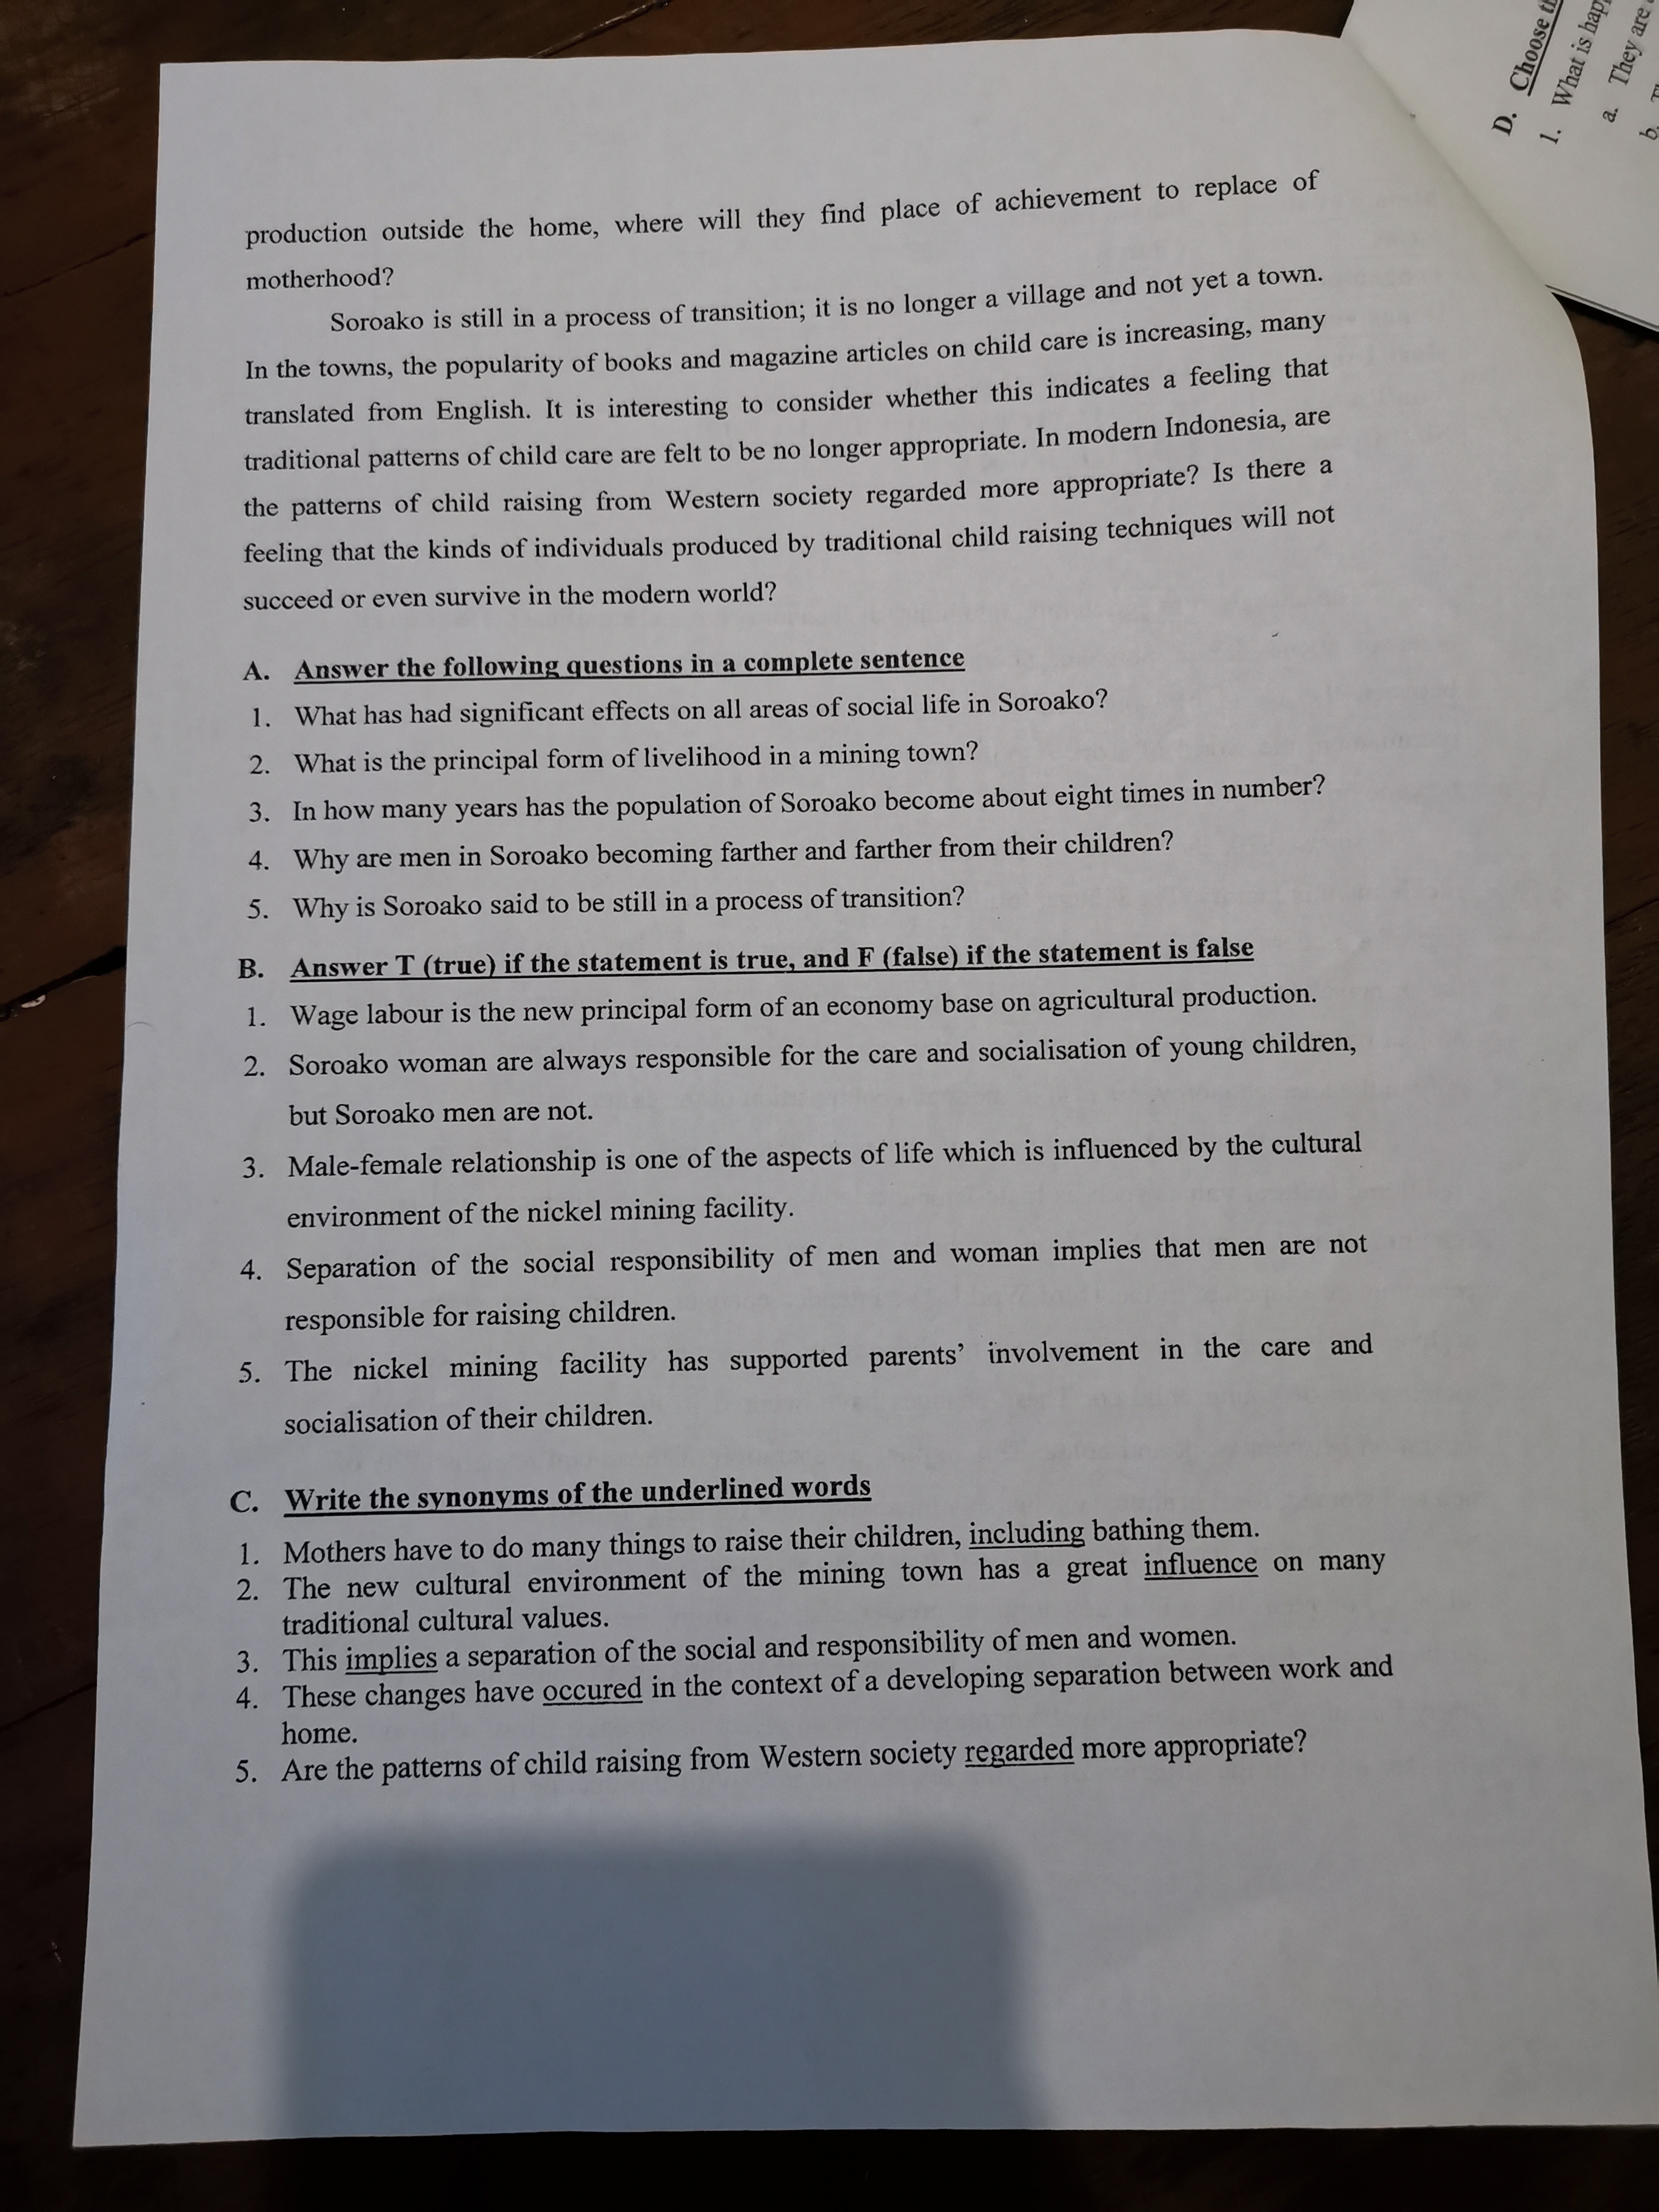 production outside the home, where will they find place of achievement to replace of
motherhood?
Soroako is still in a process of transition; it is no longer a village and not yet a town.
In the towns, the popularity of books and magazine articles on child care is increasing, many
translated from English. It is interesting to consider whether this indicates a feeling that
traditional patterns of child care are felt to be no longer appropriate. In modern Indonesia, are
the patterns of child raising from Western society regarded more appropriate? Is there a
feeling that the kinds of individuals produced by traditional child raising techniques will not
succeed or even survive in the modern world?
A. Answer the following questions in a complete sentence
1. What has had significant effects on all areas of social life in Soroako?
2. What is the principal form of livelihood in a mining town?
3. In how many years has the population of Soroako become about eight times in number?
4. Why are men in Soroako becoming farther and farther from their children?
5. Why is Soroako said to be still in a process of transition?
B. Answer T (true) if the statement is true, and F (false) if the statement is false
1. Wage labour is the new principal form of an economy base on agricultural production.
2. Soroako woman are always responsible for the care and socialisation of young children,
but Soroako men are not.
3. Male-female relationship is one of the aspects of life which is influenced by the cultural
environment of the nickel mining facility.
4. Separation of the social responsibility of men and woman implies that men are not
responsible for raising children.
5. The nickel mining facility has supported parents’ involvement in the care and
socialisation of their children.
C. Write the synonyms of the underlined words
1. Mothers have to do many things to raise their children, including bathing them.
2. The new cultural environment of the mining town has a great influence on many
traditional cultural values.
3. This implies a separation of the social and responsibility of men and women.
4. These changes have occured in the context of a developing separation between work and
home.
5. Are the patterns of child raising from Western society regarded more appropriate?
D. Choose
1. What is
a. They are
b.